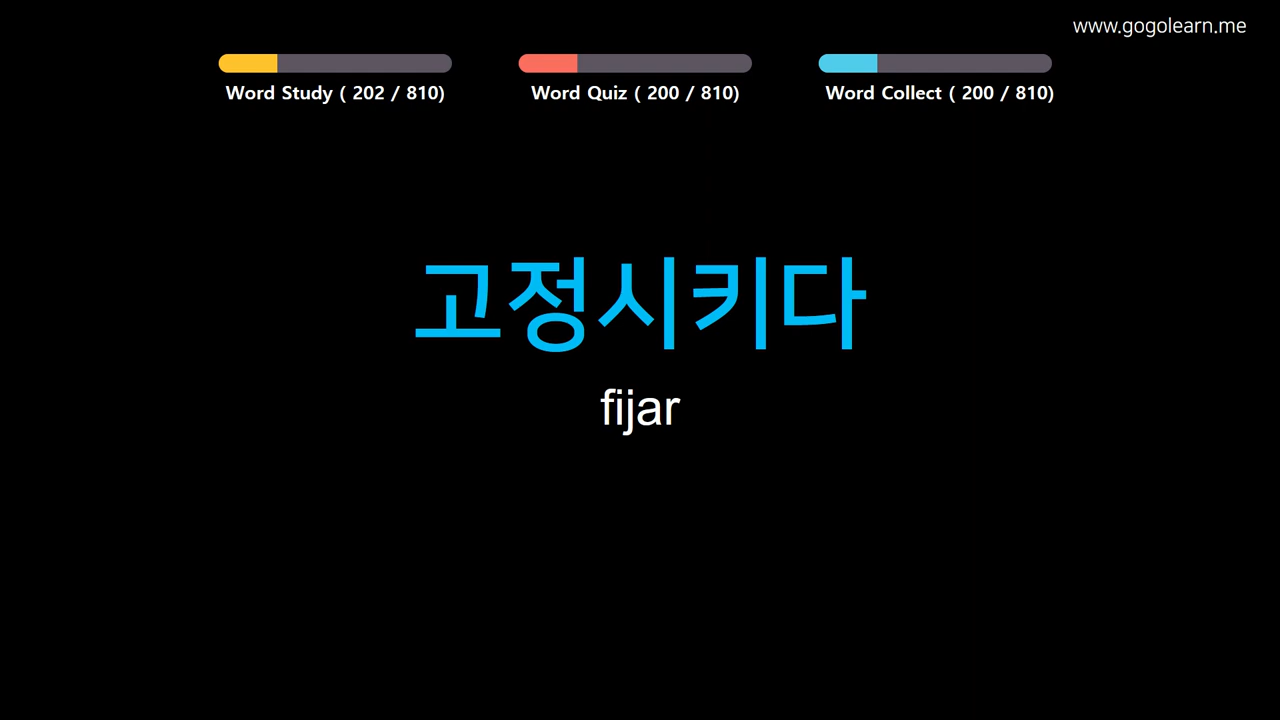 www.gogolearn.me
Word Study ( 202 / 810)
Word Quiz ( 200 / 810)
Word Collect ( 200 / 810)
고정시키다
fijar